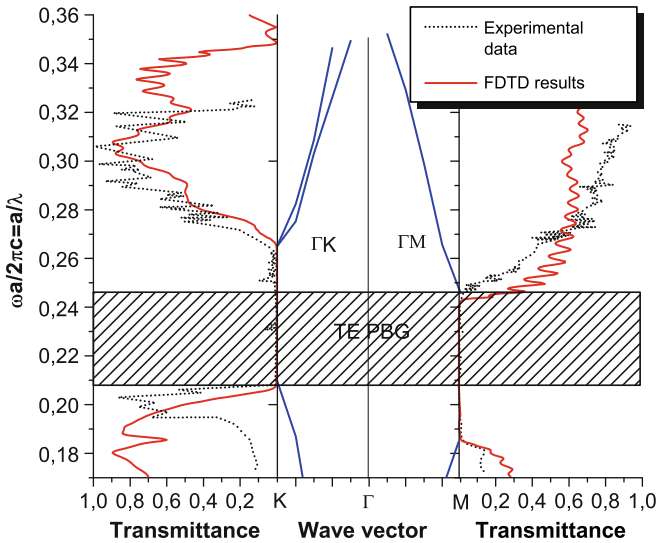 0,36
0,34
0,32
0,30
0,28
0,26
0,24
0,22
0,20
0,18
ωa/2πc=a/λ
Experimental
data
FDTD results
ΓK
ΓM
TE PBG
1,0 0,8 0,6 0,4 0,2 K Γ M 0,2 0,4 0,6 0,8 1,0
Transmittance Wave vector Transmittance